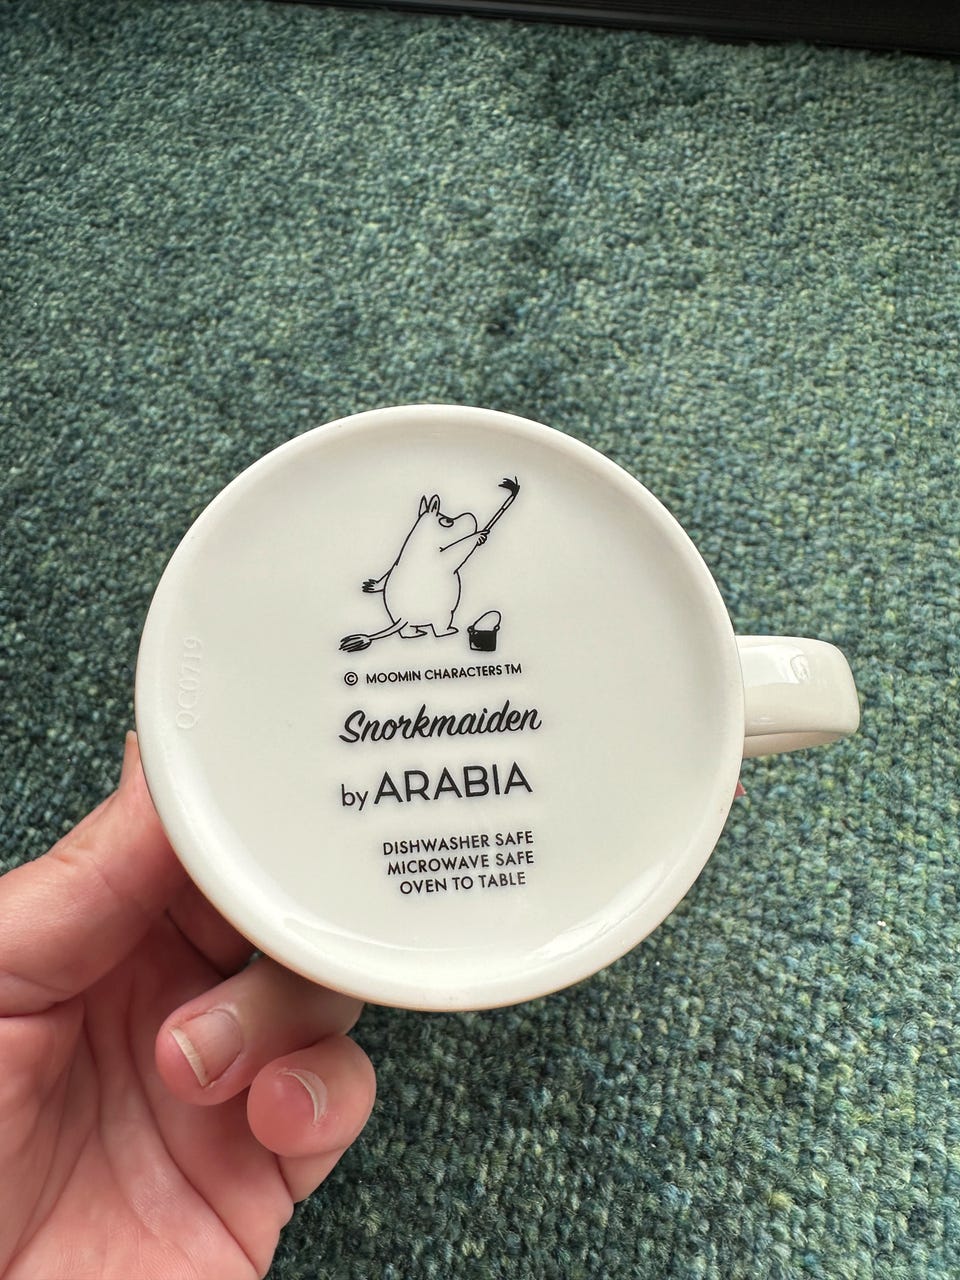 © MOOMIN CHARACTERS TM
Snorkmaiden
by ARABIA
DISHWASHER SAFE
MICROWAVE SAFE
OVEN TO TABLE
QC0719